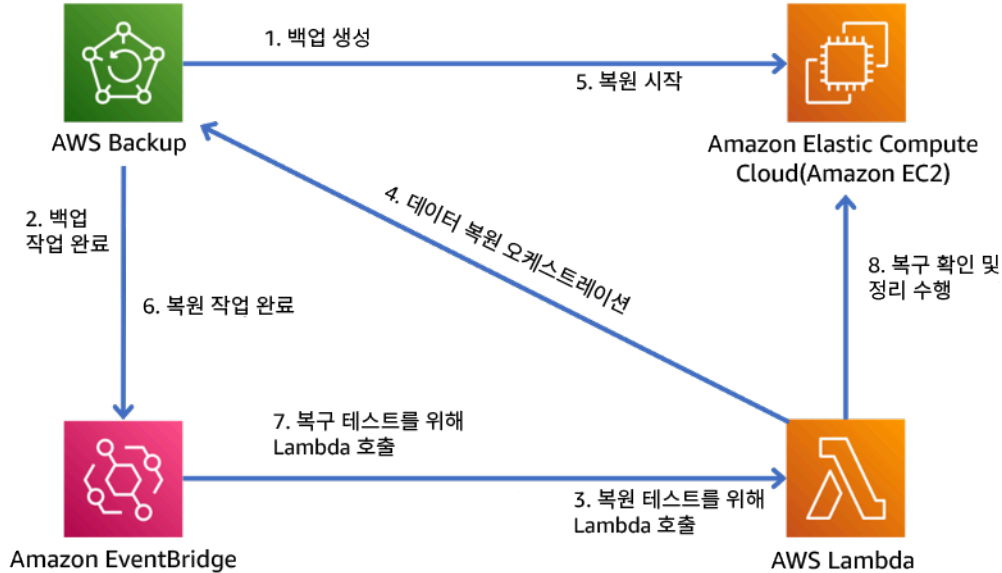 1. 백업 생성
5. 복원 시작
AWS Backup
Amazon Elastic Compute
Cloud(Amazon EC2)
2. 백업
작업 완료
4. 데이터 복원 오케스트레이션
8. 복구 확인 및
정리 수행
6. 복원 작업 완료
7. 복구 테스트를 위해
Lambda 호출
3. 복원 테스트를 위해
Lambda 호출
Amazon EventBridge
AWS Lambda